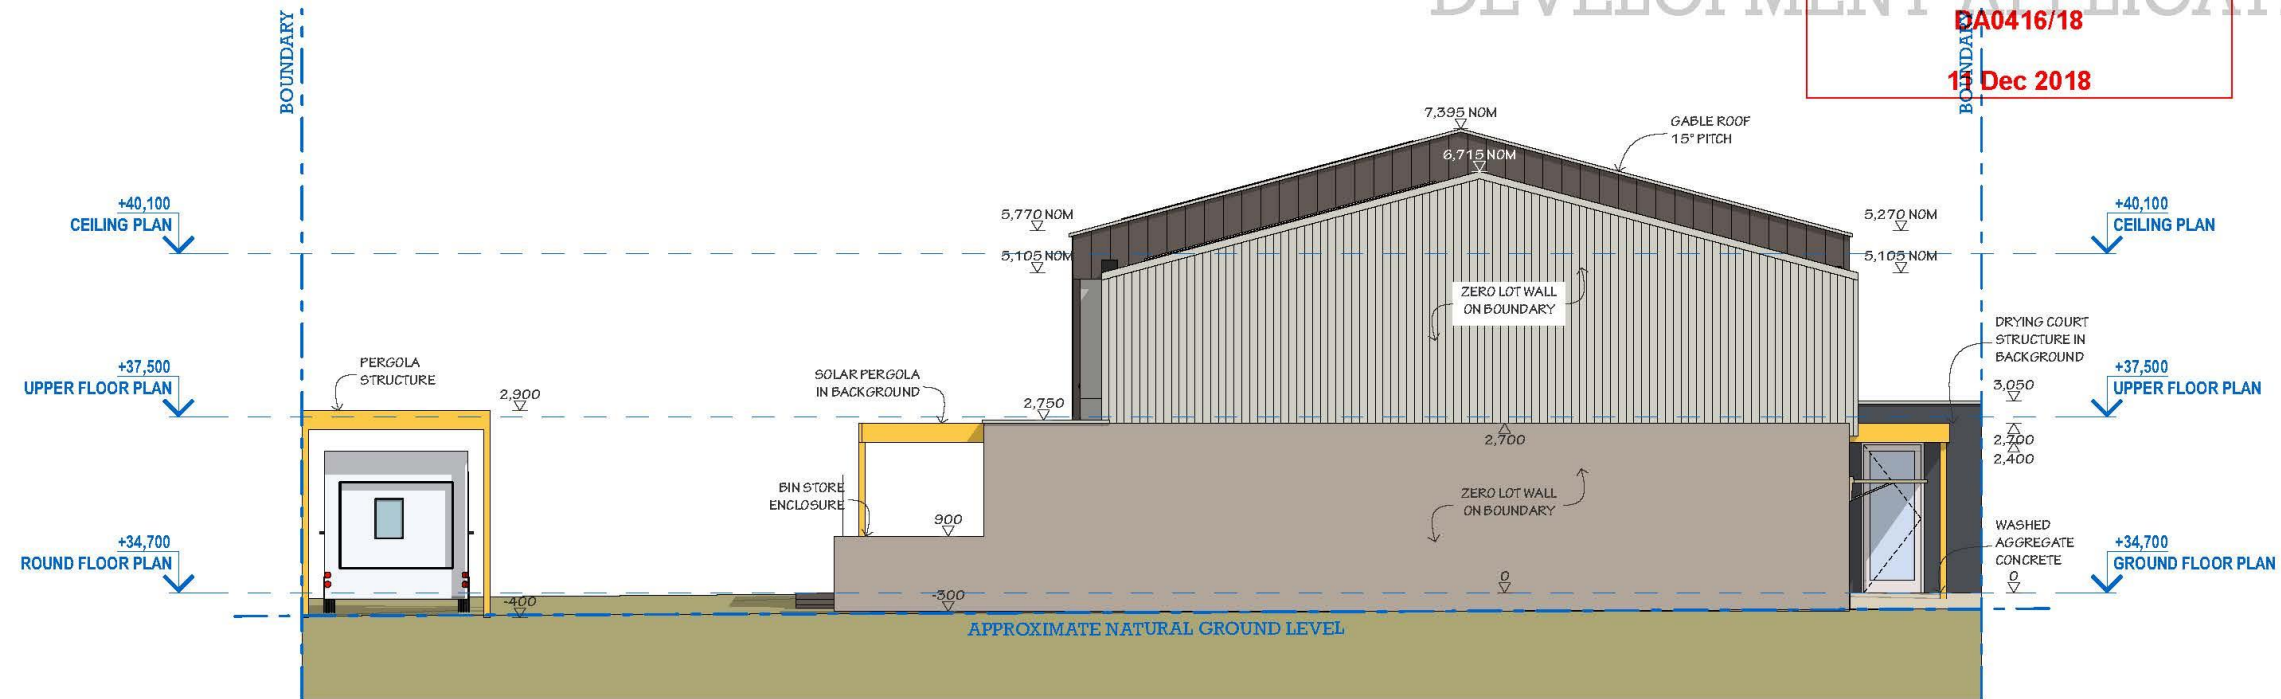 DEVELOPMENT APPLICAT
DA0416/18
11 Dec 2018
BOUNDARY
BOUNDARY
7,395 NOM
GABLE ROOF
15° PITCH
6,715 NOM
+40,100
CEILING PLAN
5,770 NOM
5,105 NOM
5,270 NOM
5,105 NOM
+40,100
CEILING PLAN
ZERO LOT WALL
ON BOUNDARY
DRYING COURT
STRUCTURE IN
BACKGROUND
+37,500
UPPER FLOOR PLAN
PERGOLA
STRUCTURE
2,900
SOLAR PERGOLA
IN BACKGROUND
2,750
+37,500
UPPER FLOOR PLAN
3,050
2,700
2,700
2,400
BIN STORE
ENCLOSURE
900
ZERO LOT WALL
ON BOUNDARY
WASHED
AGGREGATE
CONCRETE
+34,700
ROUND FLOOR PLAN
0
0
+34,700
GROUND FLOOR PLAN
-400
-300
APPROXIMATE NATURAL GROUND LEVEL